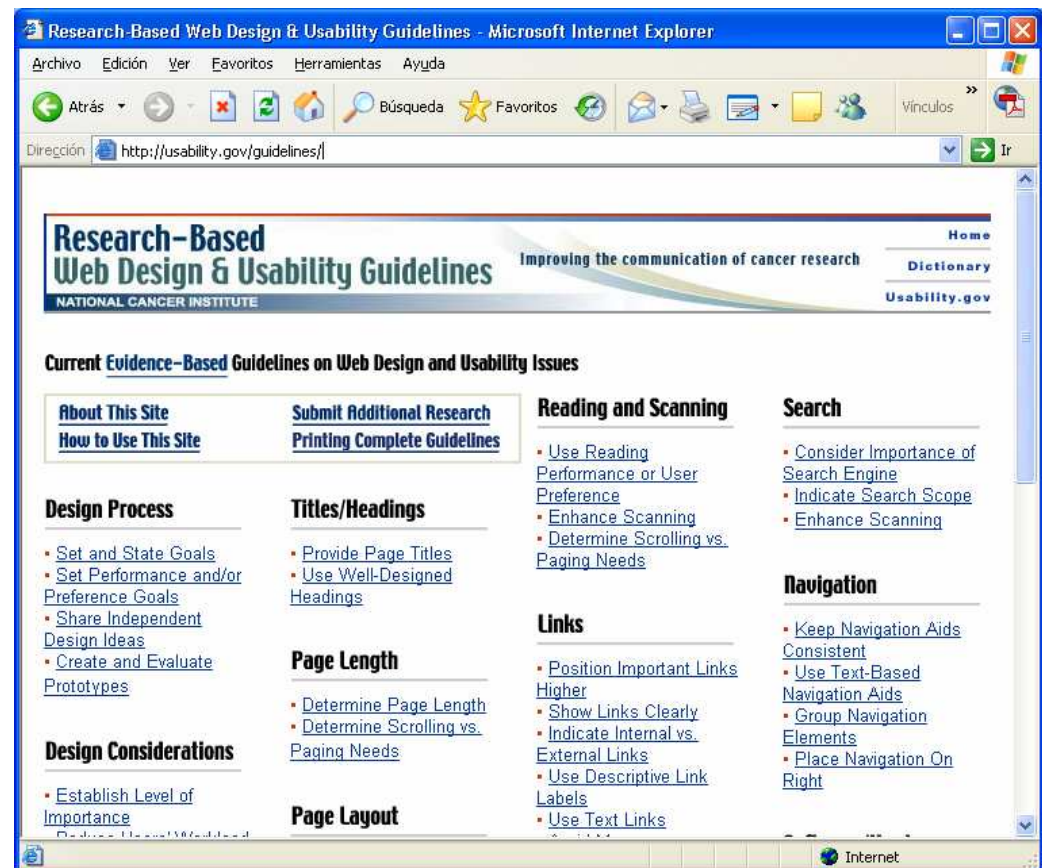 Research-Based Web Design & Usability Guidelines - Microsoft Internet Explorer
Archivo Edición Ver Favoritos Herramientas Ayuda
Atrás Búsqueda Favoritos Vínculos »
Dirección http://usability.gov/guidelines/ Ir
Research-Based
Web Design & Usability Guidelines
NATIONAL CANCER INSTITUTE
Improving the communication of cancer research
Home
Dictionary
Usability.gov
Current Evidence-Based Guidelines on Web Design and Usability Issues
About This Site
How to Use This Site
Submit Additional Research
Printing Complete Guidelines
Design Process
Set and State Goals
Set Performance and/or
Preference Goals
Share Independent
Design Ideas
Create and Evaluate
Prototypes
Design Considerations
Establish Level of
Importance
Titles/Headings
Provide Page Titles
Use Well-Designed
Headings
Page Length
Determine Page Length
Determine Scrolling vs.
Paging Needs
Page Layout
Reading and Scanning
Use Reading
Performance or User
Preference
Enhance Scanning
Determine Scrolling vs.
Paging Needs
Links
Position Important Links
Higher
Show Links Clearly
Indicate Internal vs.
External Links
Use Descriptive Link
Labels
Use Text Links
Search
Consider Importance of
Search Engine
Indicate Search Scope
Enhance Scanning
Navigation
Keep Navigation Aids
Consistent
Use Text-Based
Navigation Aids
Group Navigation
Elements
Place Navigation On
Right
Internet